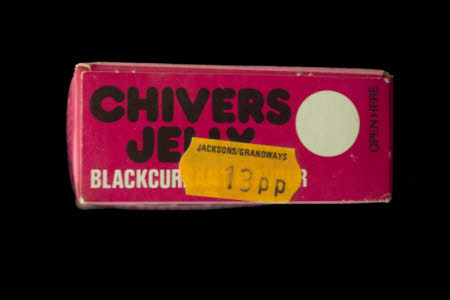 CHIVERS
JELLY
JACKSONS/GRANDWAYS
13pp
OPEN HERE